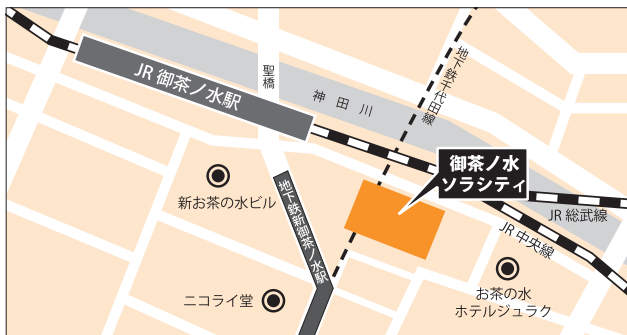 JR 御茶ノ水駅
聖橋
神田川
地下鉄千代田線
御茶ノ水
ソラシティ
新お茶の水ビル
地下鉄新御茶ノ水駅
JR 総武線
JR 中央線
ニコライ堂
お茶の水
ホテルジュラク